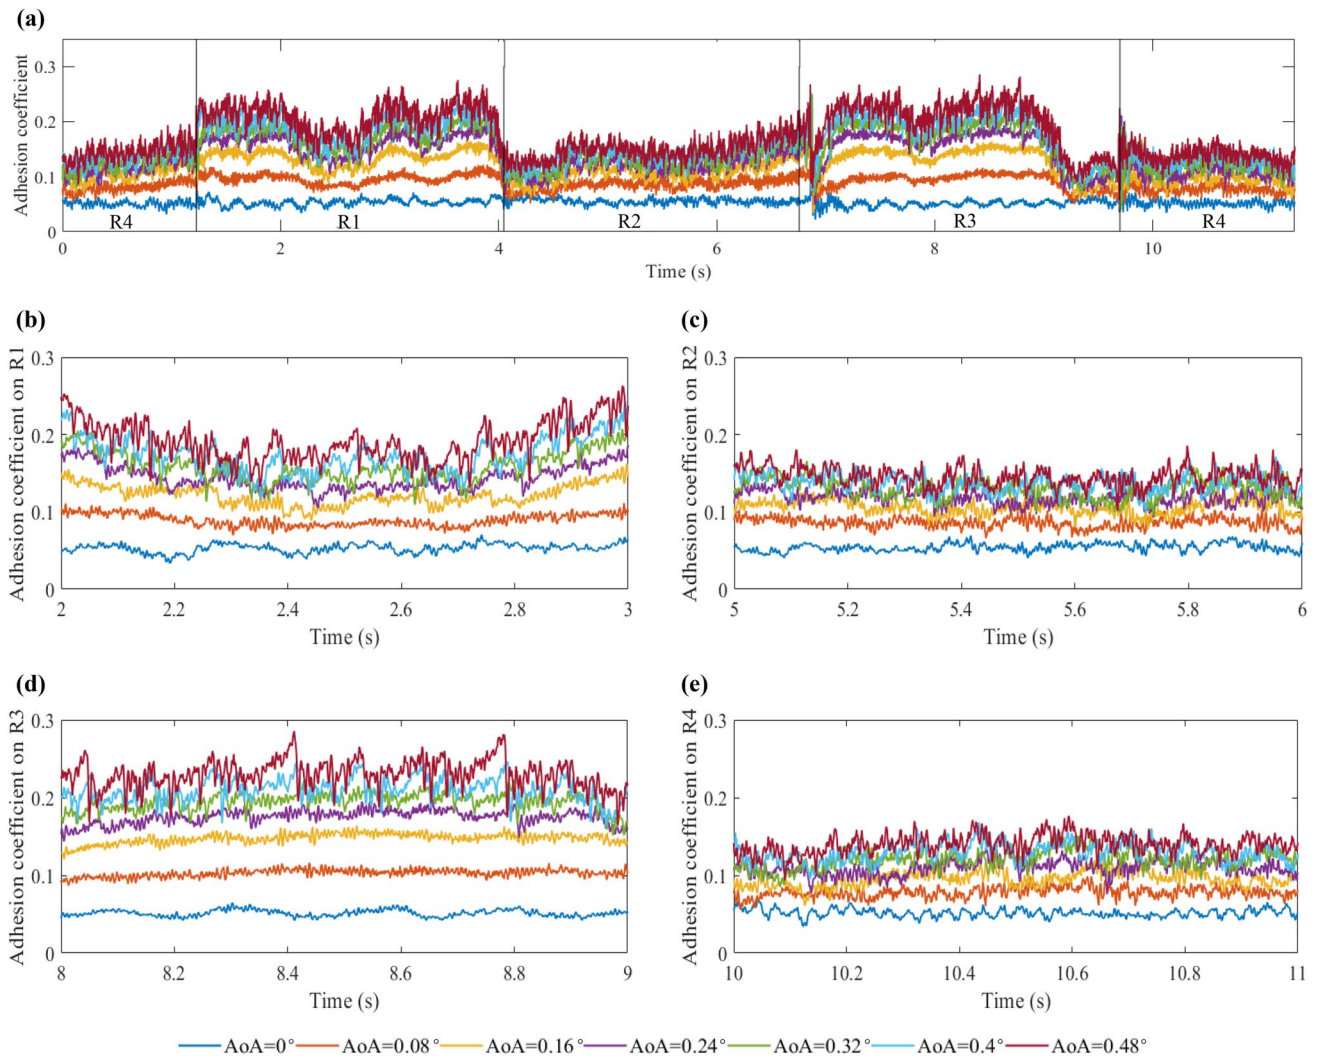 (a)
Adhesion coefficient
0.3
0.2
0.1
0
R4 R1 R2 R3 R4
0 2 4 6 8 10
Time (s)
(b)
Adhesion coefficient on R1
0.3
0.2
0.1
0
2 2.2 2.4 2.6 2.8 3
Time (s)
(c)
Adhesion coefficient on R2
0.3
0.2
0.1
0
5 5.2 5.4 5.6 5.8 6
Time (s)
(d)
Adhesion coefficient on R3
0.3
0.2
0.1
0
8 8.2 8.4 8.6 8.8 9
Time (s)
(e)
Adhesion coefficient on R4
0.3
0.2
0.1
0
10 10.2 10.4 10.6 10.8 11
Time (s)
AoA=0° AoA=0.08° AoA=0.16° AoA=0.24° AoA=0.32° AoA=0.4° AoA=0.48°